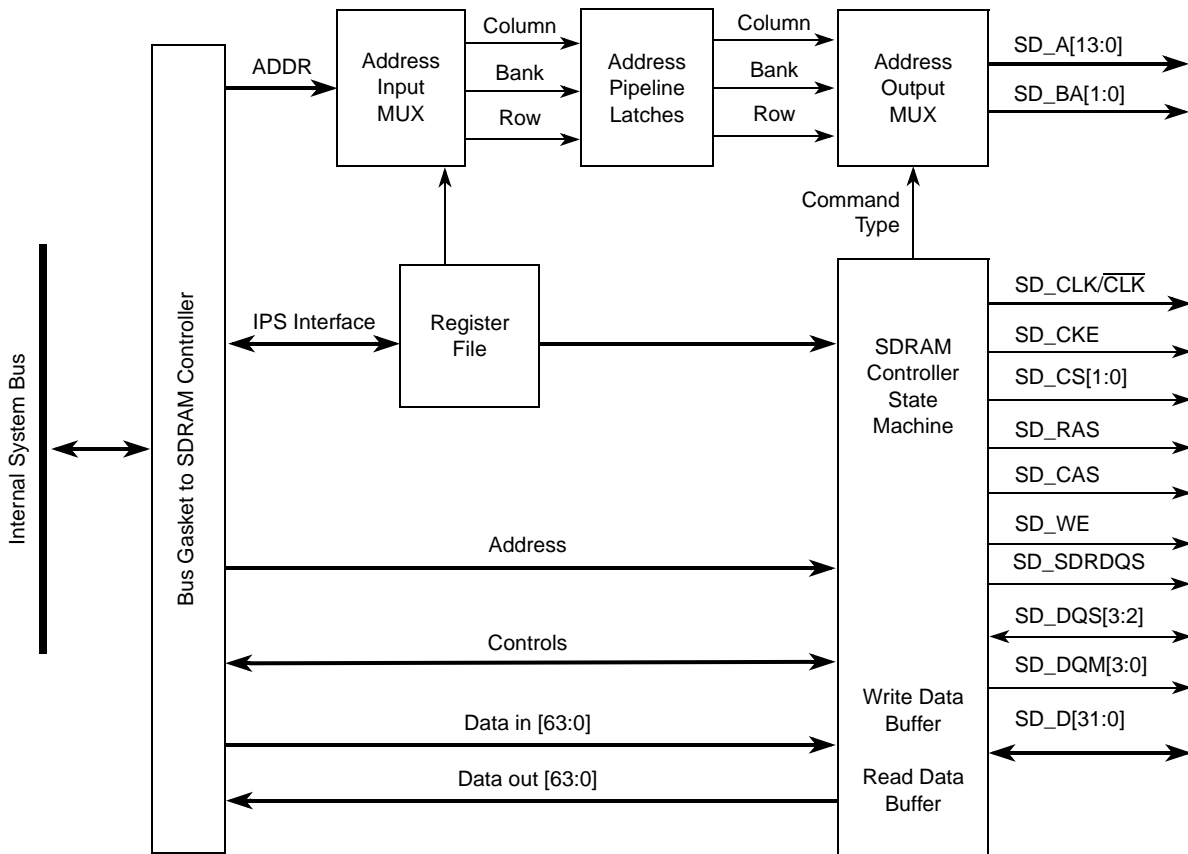 ADDR
Address
Input
MUX
Column
Bank
Row
Address
Pipeline
Latches
Column
Bank
Row
Address
Output
MUX
SD_A[13:0]
SD_BA[1:0]
Command
Type
Internal System Bus
Bus Gasket to SDRAM Controller
IPS Interface
Register
File
SDRAM
Controller
State
Machine
SD_CLK/C̅L̅K̅
SD_CKE
SD_CS[1:0]
SD_RAS
SD_CAS
SD_WE
SD_SDRDQS
SD_DQS[3:2]
SD_DQM[3:0]
SD_D[31:0]
Address
Controls
Data in [63:0]
Data out [63:0]
Write Data
Buffer
Read Data
Buffer